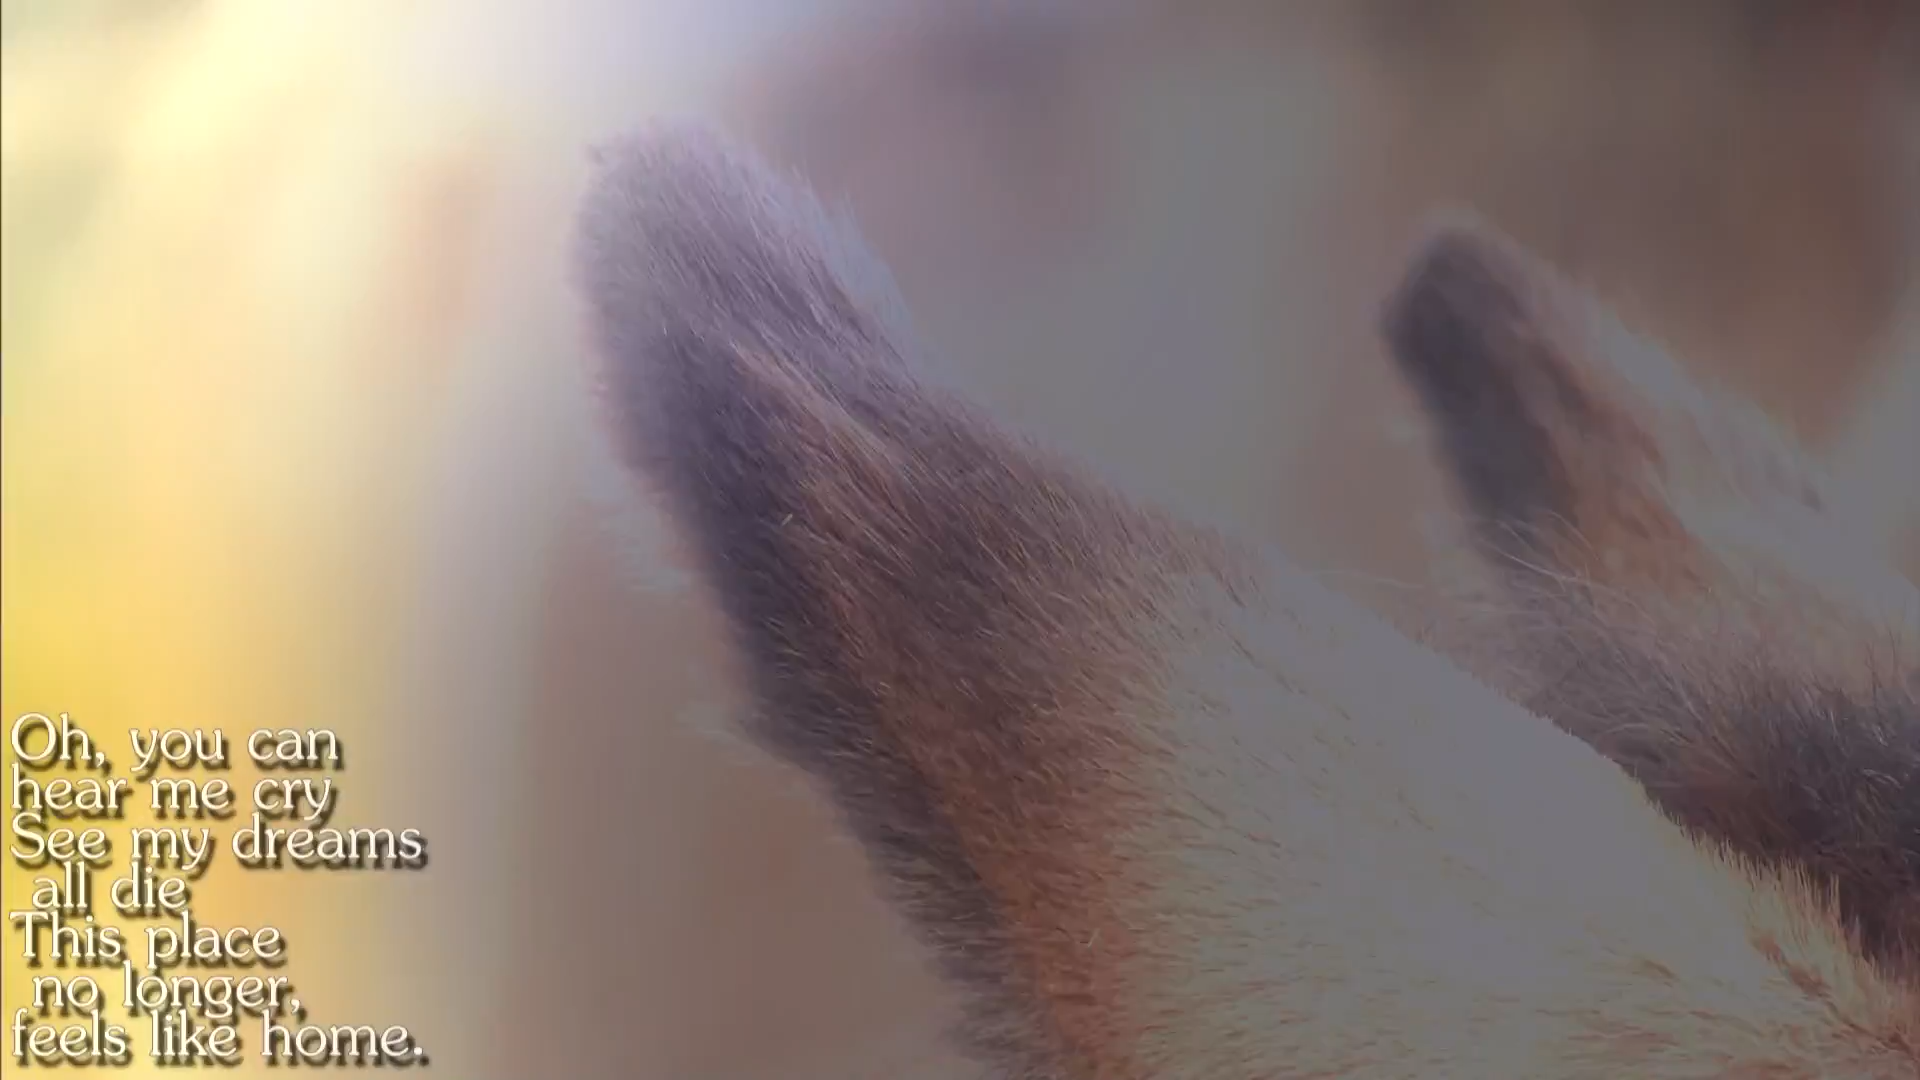 Oh, you can
hear me cry
See my dreams
all die
This place
no longer,
feels like home.